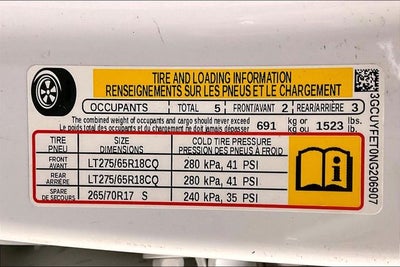 TIRE AND LOADING INFORMATION
RENSEIGNEMENTS SUR LES PNEUS ET LE CHARGEMENT
OCCUPANTS TOTAL 5 FRONT/AVANT 2 REAR/ARRIÈRE 3
The combined weight of occupants and cargo should never exceed
Le poids total des occupants et du chargement ne doit jamais dépasser 691 kg or kg ou 1523 lbs. lb.
TIRE PNEU SIZE DIMENSIONS COLD TIRE PRESSURE PRESSION DES PNEUS À FROID
FRONT AVANT LT275/65R18CQ 280 kPa, 41 PSI
REAR ARRIÈRE LT275/65R18CQ 280 kPa, 41 PSI
SPARE DE SECOURS 265/70R17 S 240 kPa, 35 PSI
3GCUYFET0NG206907